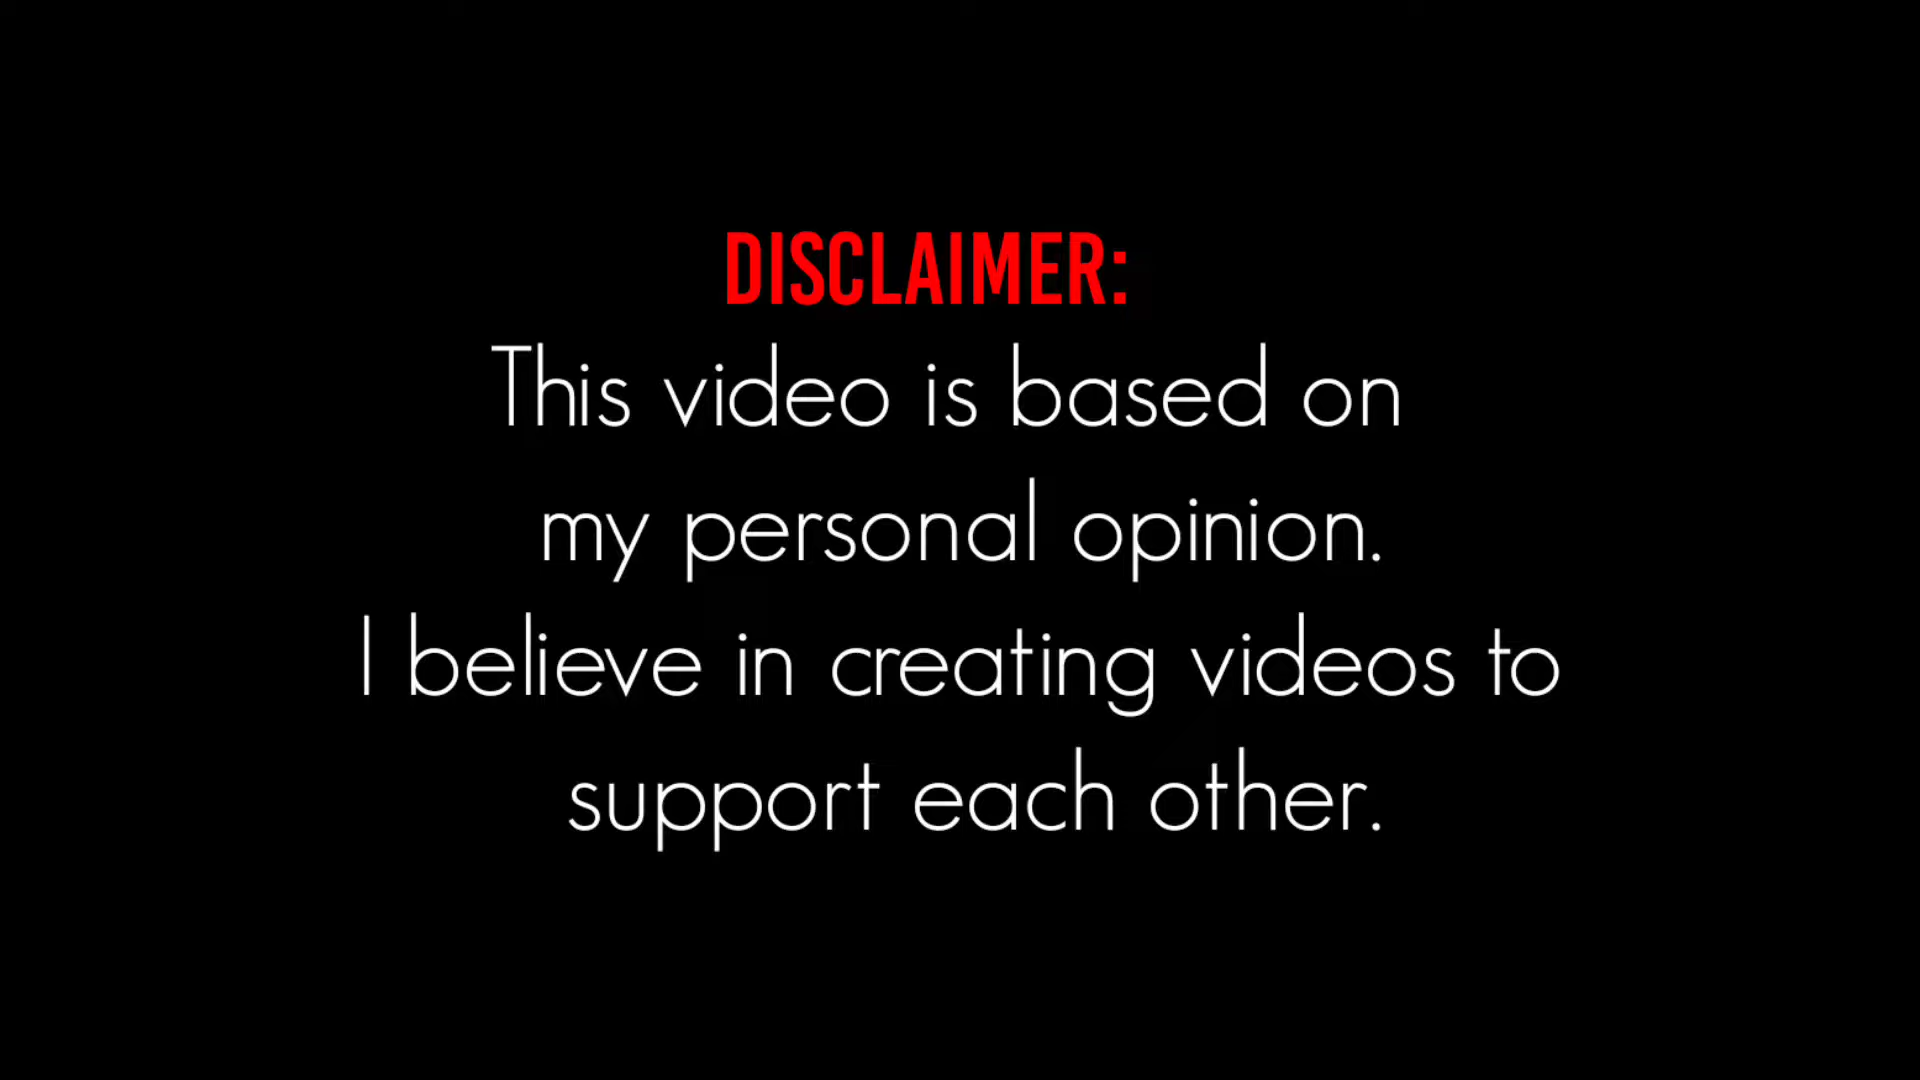 DISCLAIMER:
This video is based on
my personal opinion.
I believe in creating videos to
support each other.